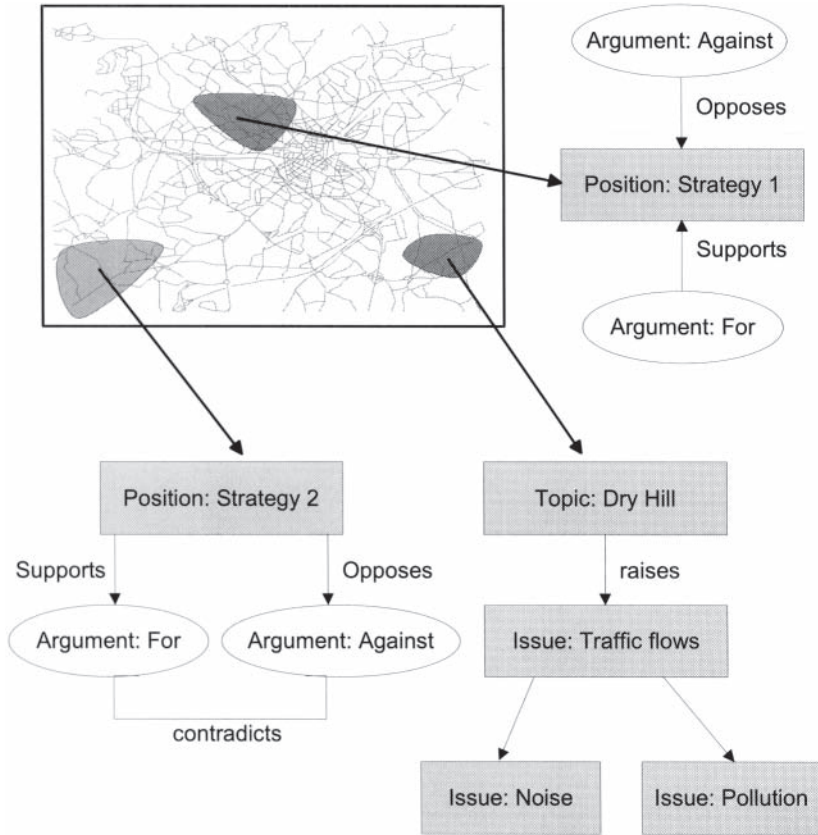 Argument: Against
Opposes
Position: Strategy 1
Supports
Argument: For
Position: Strategy 2
Topic: Dry Hill
Supports
Opposes
raises
Argument: For
Argument: Against
Issue: Traffic flows
contradicts
Issue: Noise
Issue: Pollution